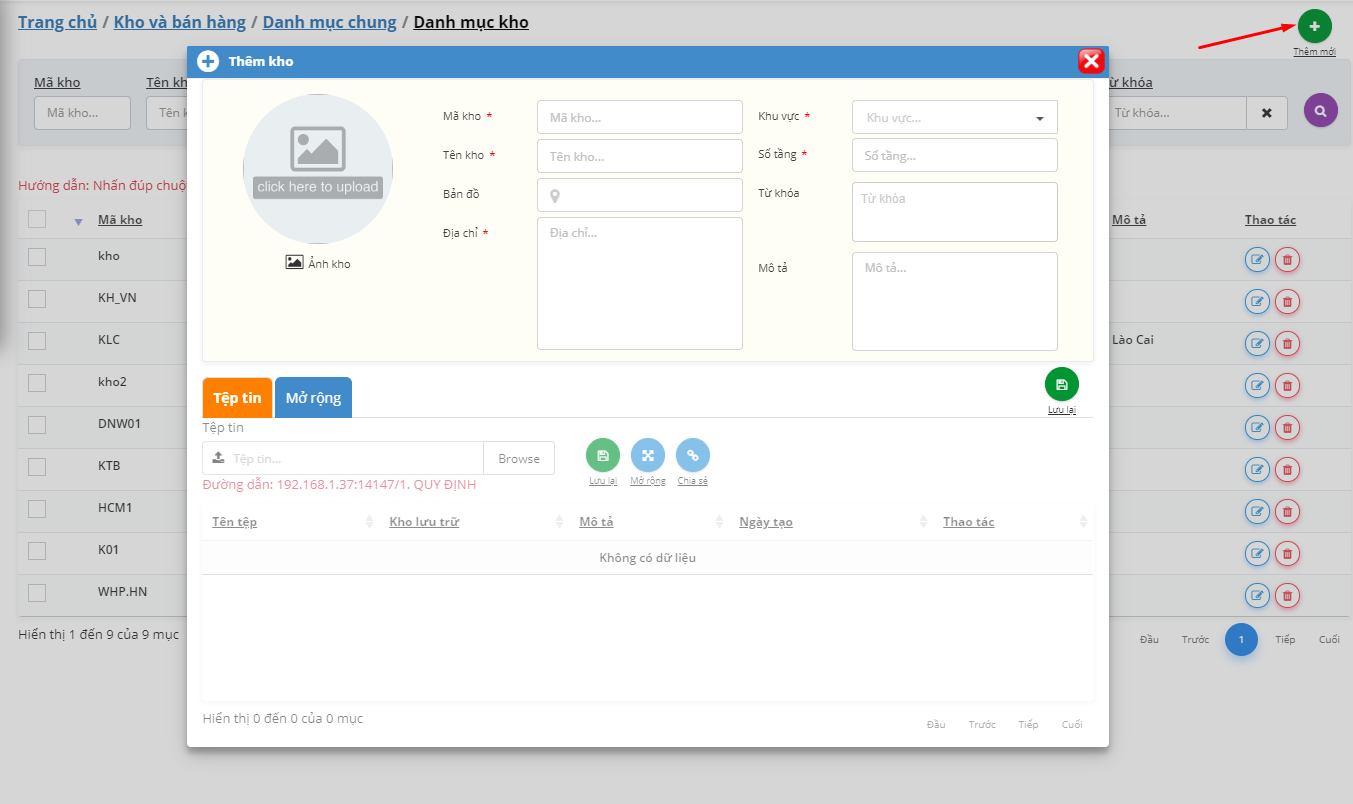 Trang chủ / Kho và bán hàng / Danh mục chung / Danh mục kho
Thêm mới
Thêm kho
Mã kho
Tên kh
ừ khóa
Mã kho...
Tên k
Từ khóa...
click here to upload
Ảnh kho
Mã kho *
Mã kho...
Khu vực *
Khu vực...
Tên kho *
Tên kho...
Số tầng *
Số tầng...
Bản đồ
Từ khóa
Từ khóa
Địa chỉ *
Địa chỉ...
Mô tả
Mô tả...
Hướng dẫn: Nhấn đúp chuộ
Mã kho
Mô tả
Thao tác
kho
KH_VN
KLC
Lào Cai
kho2
DNW01
KTB
HCM1
K01
WHP.HN
Hiển thị 1 đến 9 của 9 mục
Đầu
Trước
1
Tiếp
Cuối
Tệp tin
Mở rộng
Lưu lại
Tệp tin
Tệp tin...
Browse
Lưu lại
Mở rộng
Chia sẻ
Đường dẫn: 192.168.1.37:14147/1. QUY ĐỊNH
Tên tệp
Kho lưu trữ
Mô tả
Ngày tạo
Thao tác
Không có dữ liệu
Hiển thị 0 đến 0 của 0 mục
Đầu
Trước
Tiếp
Cuối